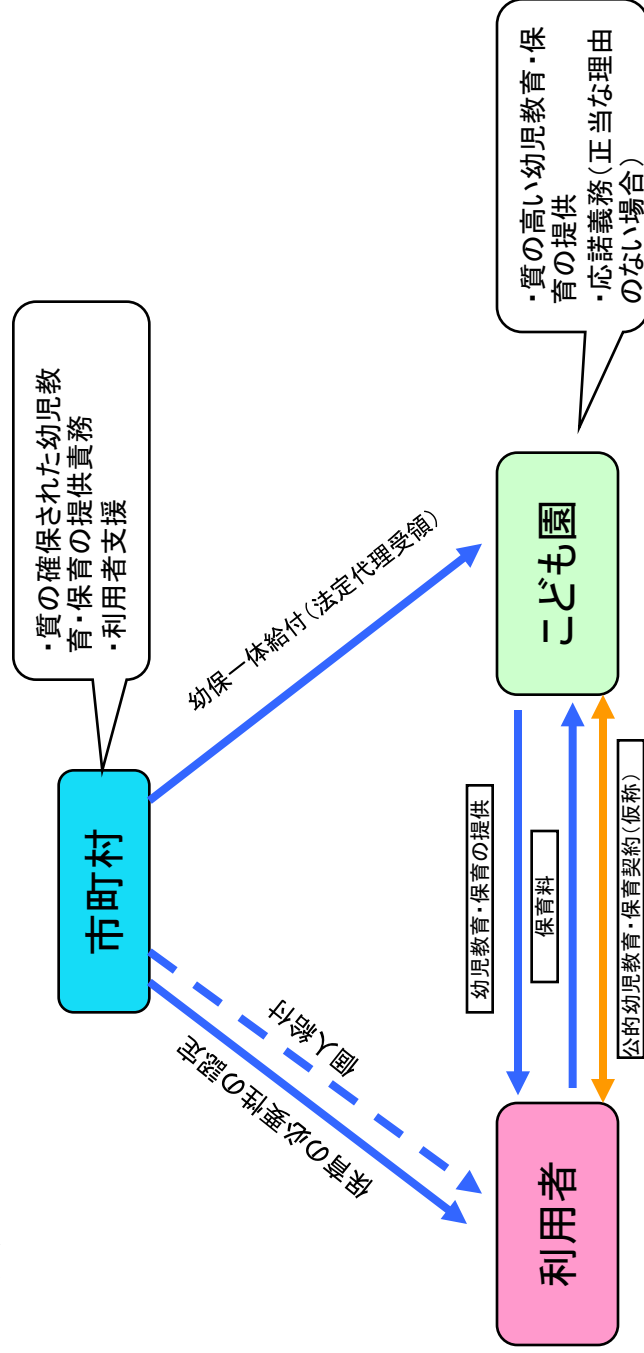 市町村
・質の確保された幼児教
育・保育の提供責務
・利用者支援
保育の必要性の認定
個人給付
幼保一体給付(法定代理受領)
利用者
幼児教育・保育の提供
保育料
公的幼児教育・保育契約(仮称)
こども園
・質の高い幼児教育・保
育の提供
・応諾義務(正当な理由
のない場合)